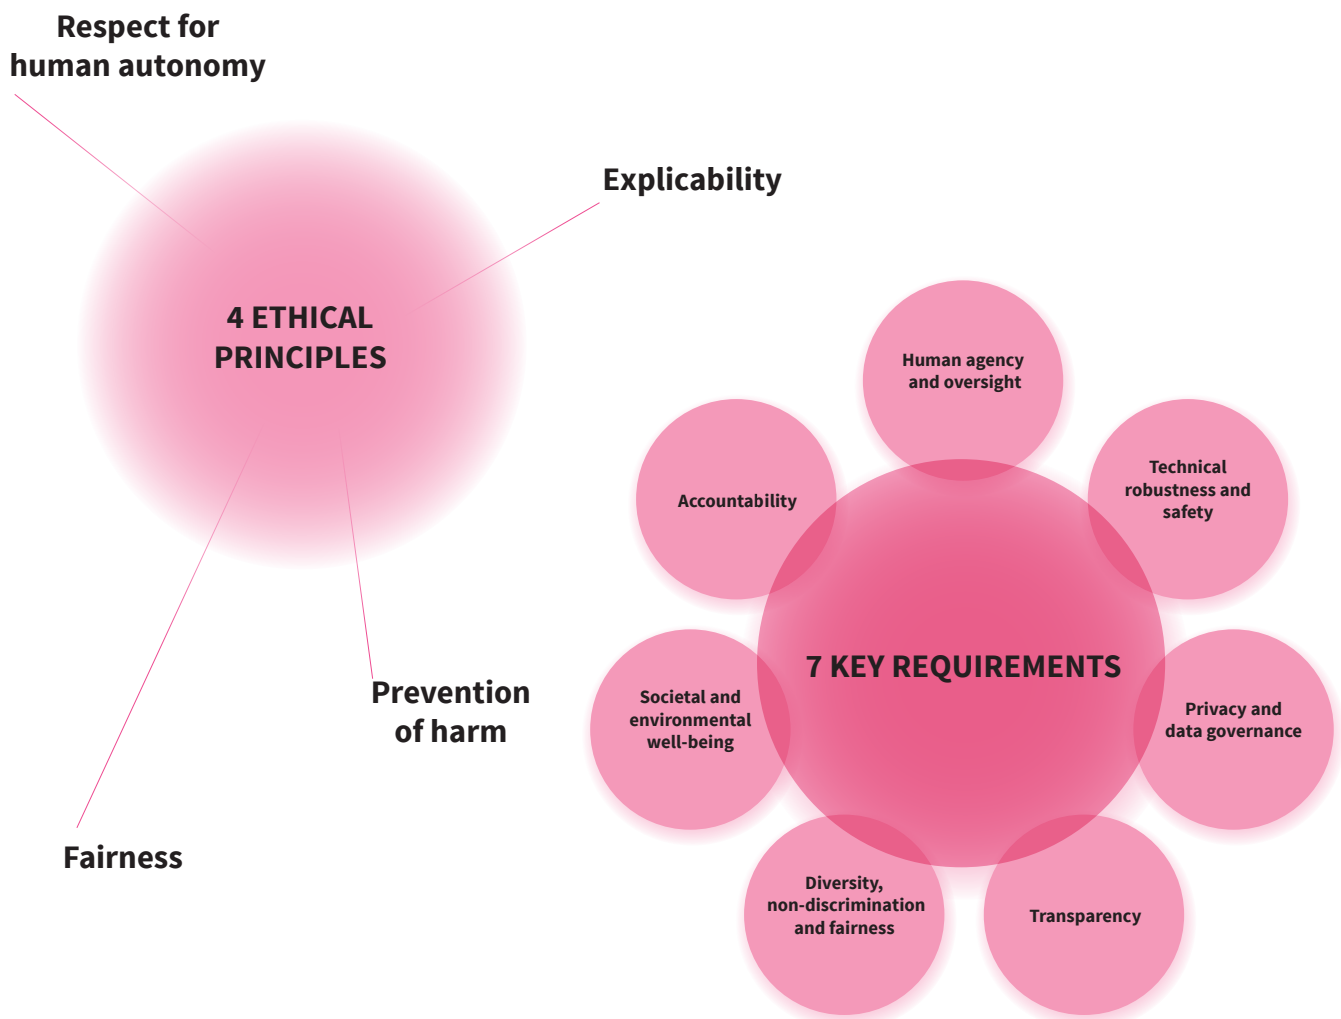 Respect for
human autonomy
Explicability
4 ETHICAL
PRINCIPLES
Prevention
of harm
Fairness
Human agency
and oversight
Technical
robustness and
safety
Accountability
7 KEY REQUIREMENTS
Societal and
environmental
well-being
Privacy and
data governance
Diversity,
non-discrimination
and fairness
Transparency